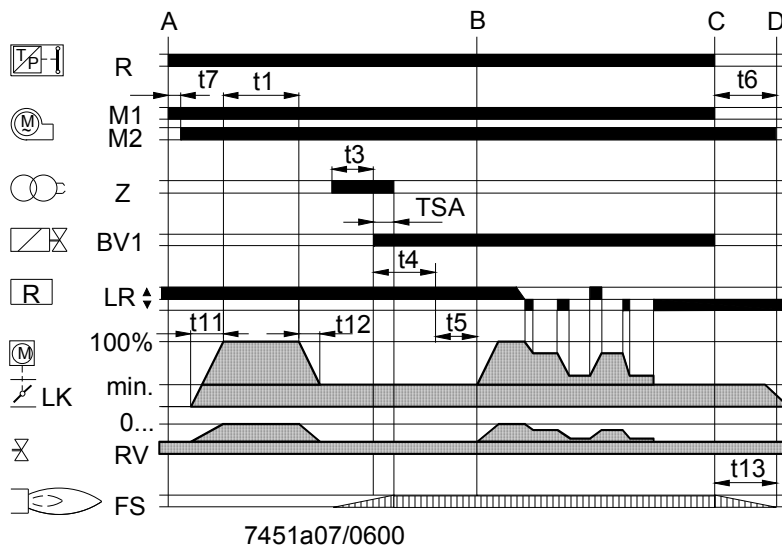 A B C D
T/P R
t7 t1 t6
M~ M1
M2
t3
Z
TSA
BV1
t4
R LR
t11 t12 t5
100%
M
min.
LK
0...
RV
t13
FS
7451a07/0600